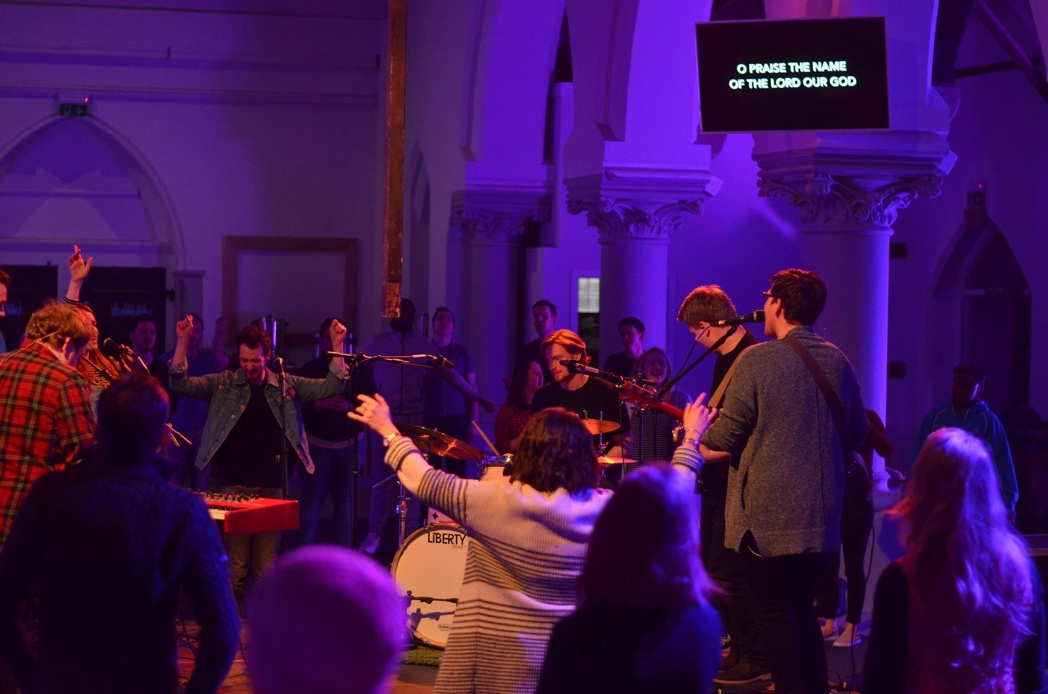 O PRAISE THE NAME
OF THE LORD OUR GOD
LIBERTY